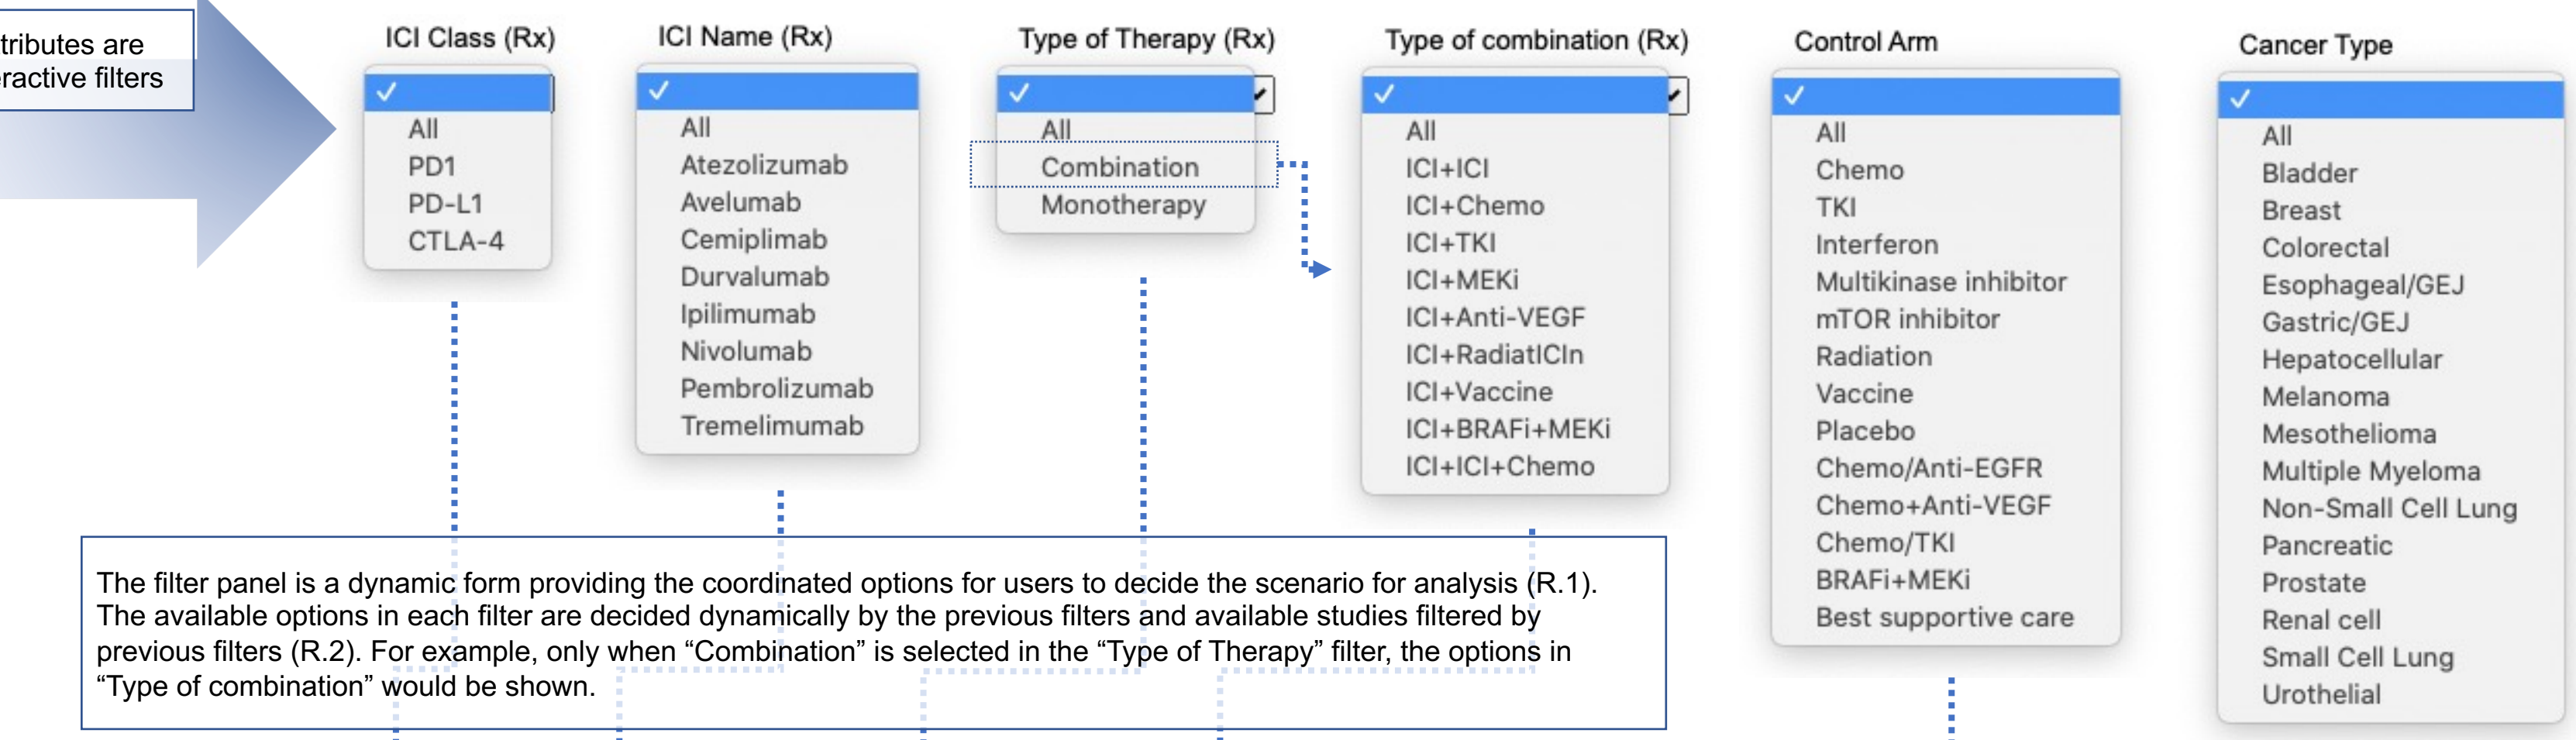 are
filters
ICI Class (Rx)
All
PD1
PD-L1
CTLA-4
ICI Name (Rx)
All
Atezolizumab
Avelumab
Cemiplimab
Durvalumab
Ipilimumab
Nivolumab
Pembrolizumab
Tremelimumab
Type of Therapy (Rx)
All
Combination
Monotherapy
Type of combination (Rx)
All
ICI+ICI
ICI+Chemo
ICI+TKI
ICI+MEKi
ICI+Anti-VEGF
ICI+RadiatICIn
ICI+Vaccine
ICI+BRAFi+MEKi
ICI+ICI+Chemo
Control Arm
All
Chemo
TKI
Interferon
Multikinase inhibitor
mTOR inhibitor
Radiation
Vaccine
Placebo
Chemo/Anti-EGFR
Chemo+Anti-VEGF
Chemo/TKI
BRAFi+MEKi
Best supportive care
Cancer Type
All
Bladder
Breast
Colorectal
Esophageal/GEJ
Gastric/GEJ
Hepatocellular
Melanoma
Mesothelioma
Multiple Myeloma
Non-Small Cell Lung
Pancreatic
Prostate
Renal cell
Small Cell Lung
Urothelial
The filter panel is a dynamic form providing the coordinated options for users to decide the scenario for analysis (R.1).
The available options in each filter are decided dynamically by the previous filters and available studies filtered by
previous filters (R.2). For example, only when “Combination” is selected in the “Type of Therapy” filter, the options in
“Type of combination” would be shown.